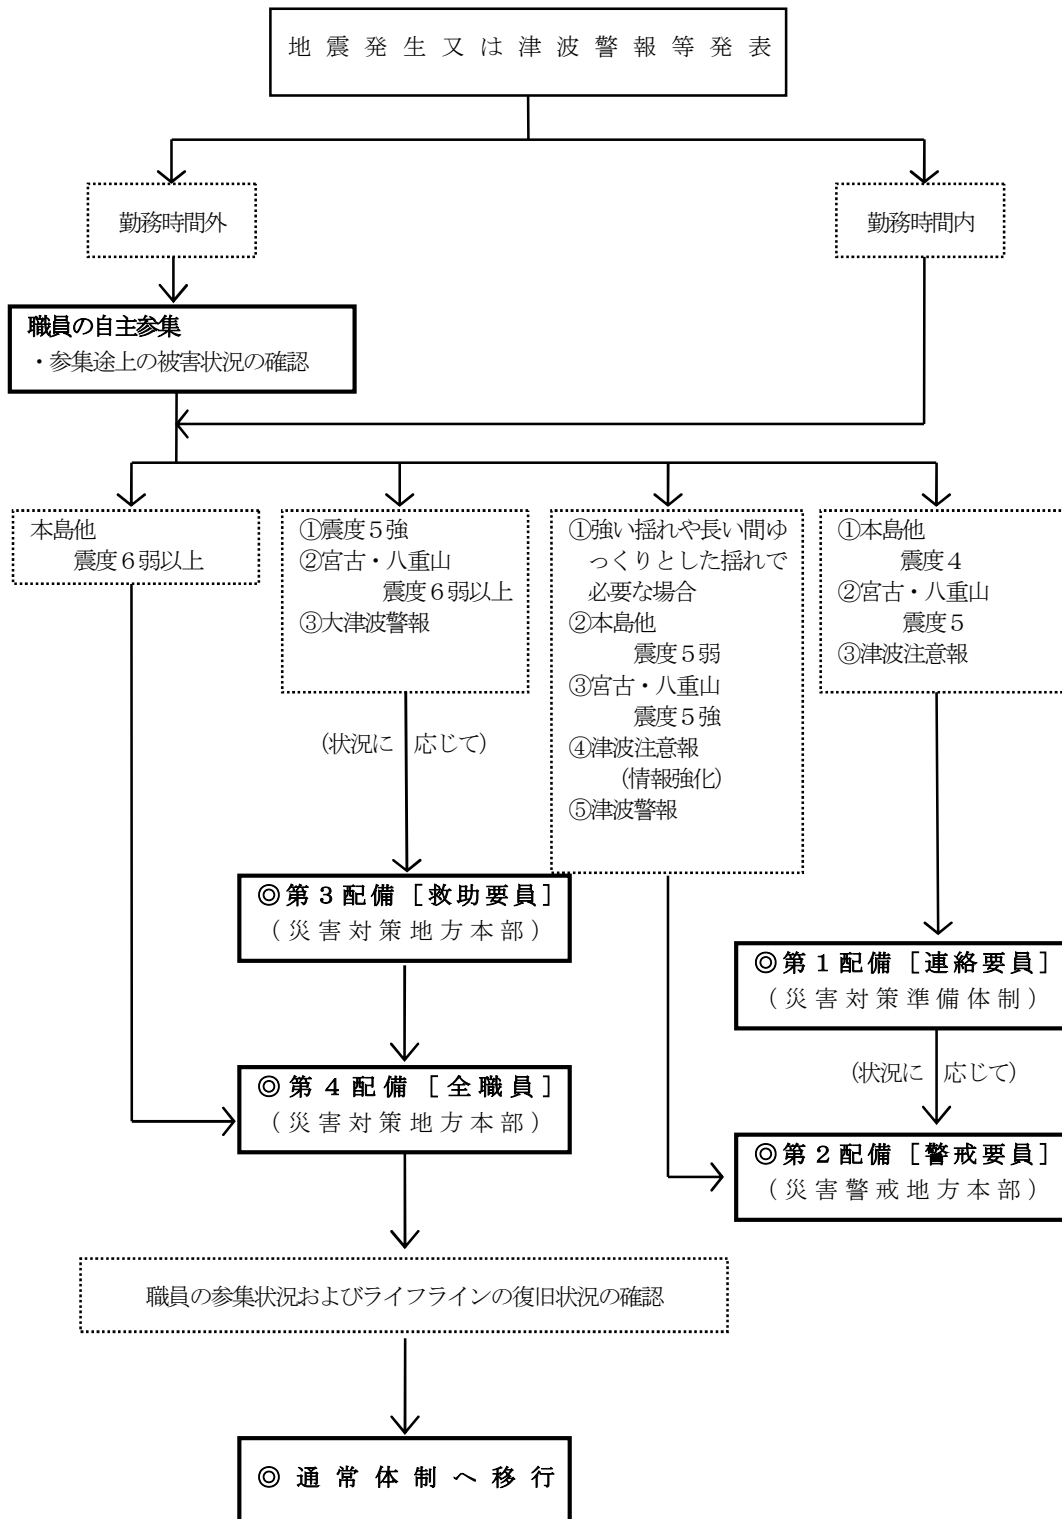 地震発生又は津波警報等発表
勤務時間外
勤務時間内
職員の自主参集
・参集途上の被害状況の確認
本島他
震度６弱以上
①震度５強
②宮古・八重山
震度６弱以上
③大津波警報
①強い揺れや長い間ゆ
っくりとした揺れで
必要な場合
②本島他
震度５弱
③宮古・八重山
震度５強
④津波注意報
（情報強化）
⑤津波警報
①本島他
震度４
②宮古・八重山
震度５
③津波注意報
（状況に　応じて）
◎第３配備［救助要員］
（災害対策地方本部）
◎第１配備［連絡要員］
（災害対策準備体制）
（状況に　応じて）
◎第４配備［全職員］
（災害対策地方本部）
◎第２配備［警戒要員］
（災害警戒地方本部）
職員の参集状況およびライフラインの復旧状況の確認
◎通常体制へ移行